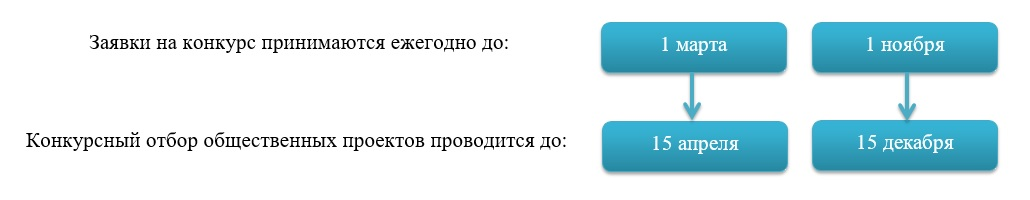 Заявки на конкурс принимаются ежегодно до: 1 марта 1 ноября
Конкурсный отбор общественных проектов проводится до: 15 апреля 15 декабря